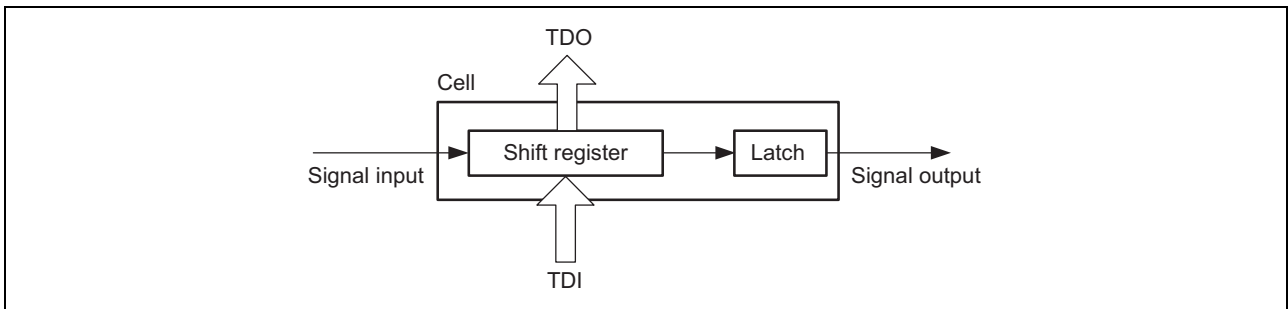 TDO
Cell
Shift register
Latch
Signal input
Signal output
TDI